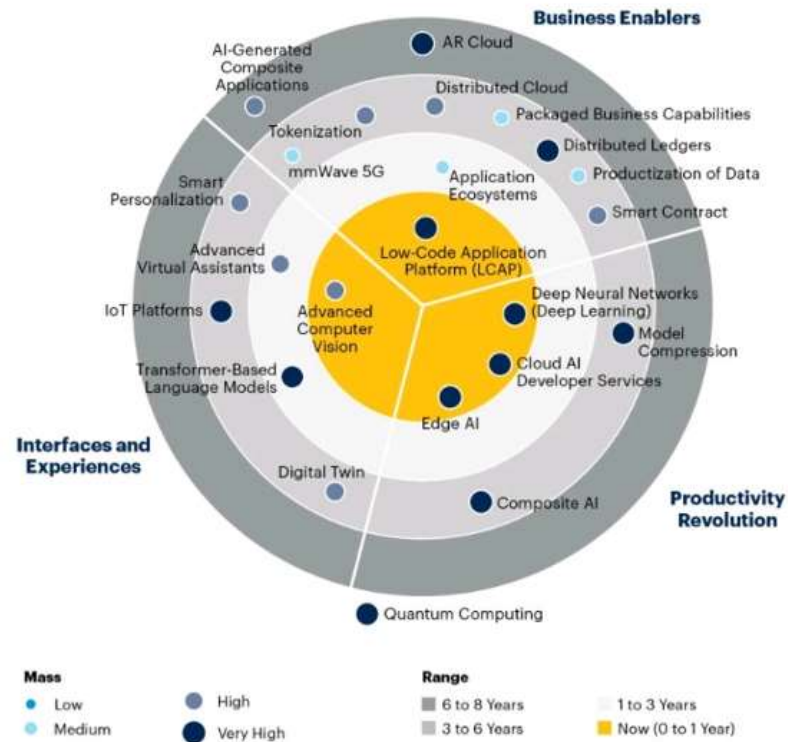 Business Enablers
AR Cloud
AI-Generated
Composite
Applications
Distributed Cloud
Packaged Business Capabilities
Tokenization
Distributed Ledgers
mmWave 5G
Application
Ecosystems
Productization of Data
Smart
Personalization
Smart Contract
Advanced
Virtual Assistants
Low-Code Application
Platform (LCAP)
IoT Platforms
Advanced
Computer
Vision
Deep Neural Networks
(Deep Learning)
Model
Compression
Transformer-Based
Language Models
Cloud AI
Developer Services
Edge AI
Interfaces and
Experiences
Digital Twin
Composite AI
Productivity
Revolution
Quantum Computing
Mass
Low
Medium
High
Very High
Range
6 to 8 Years
3 to 6 Years
1 to 3 Years
Now (0 to 1 Year)